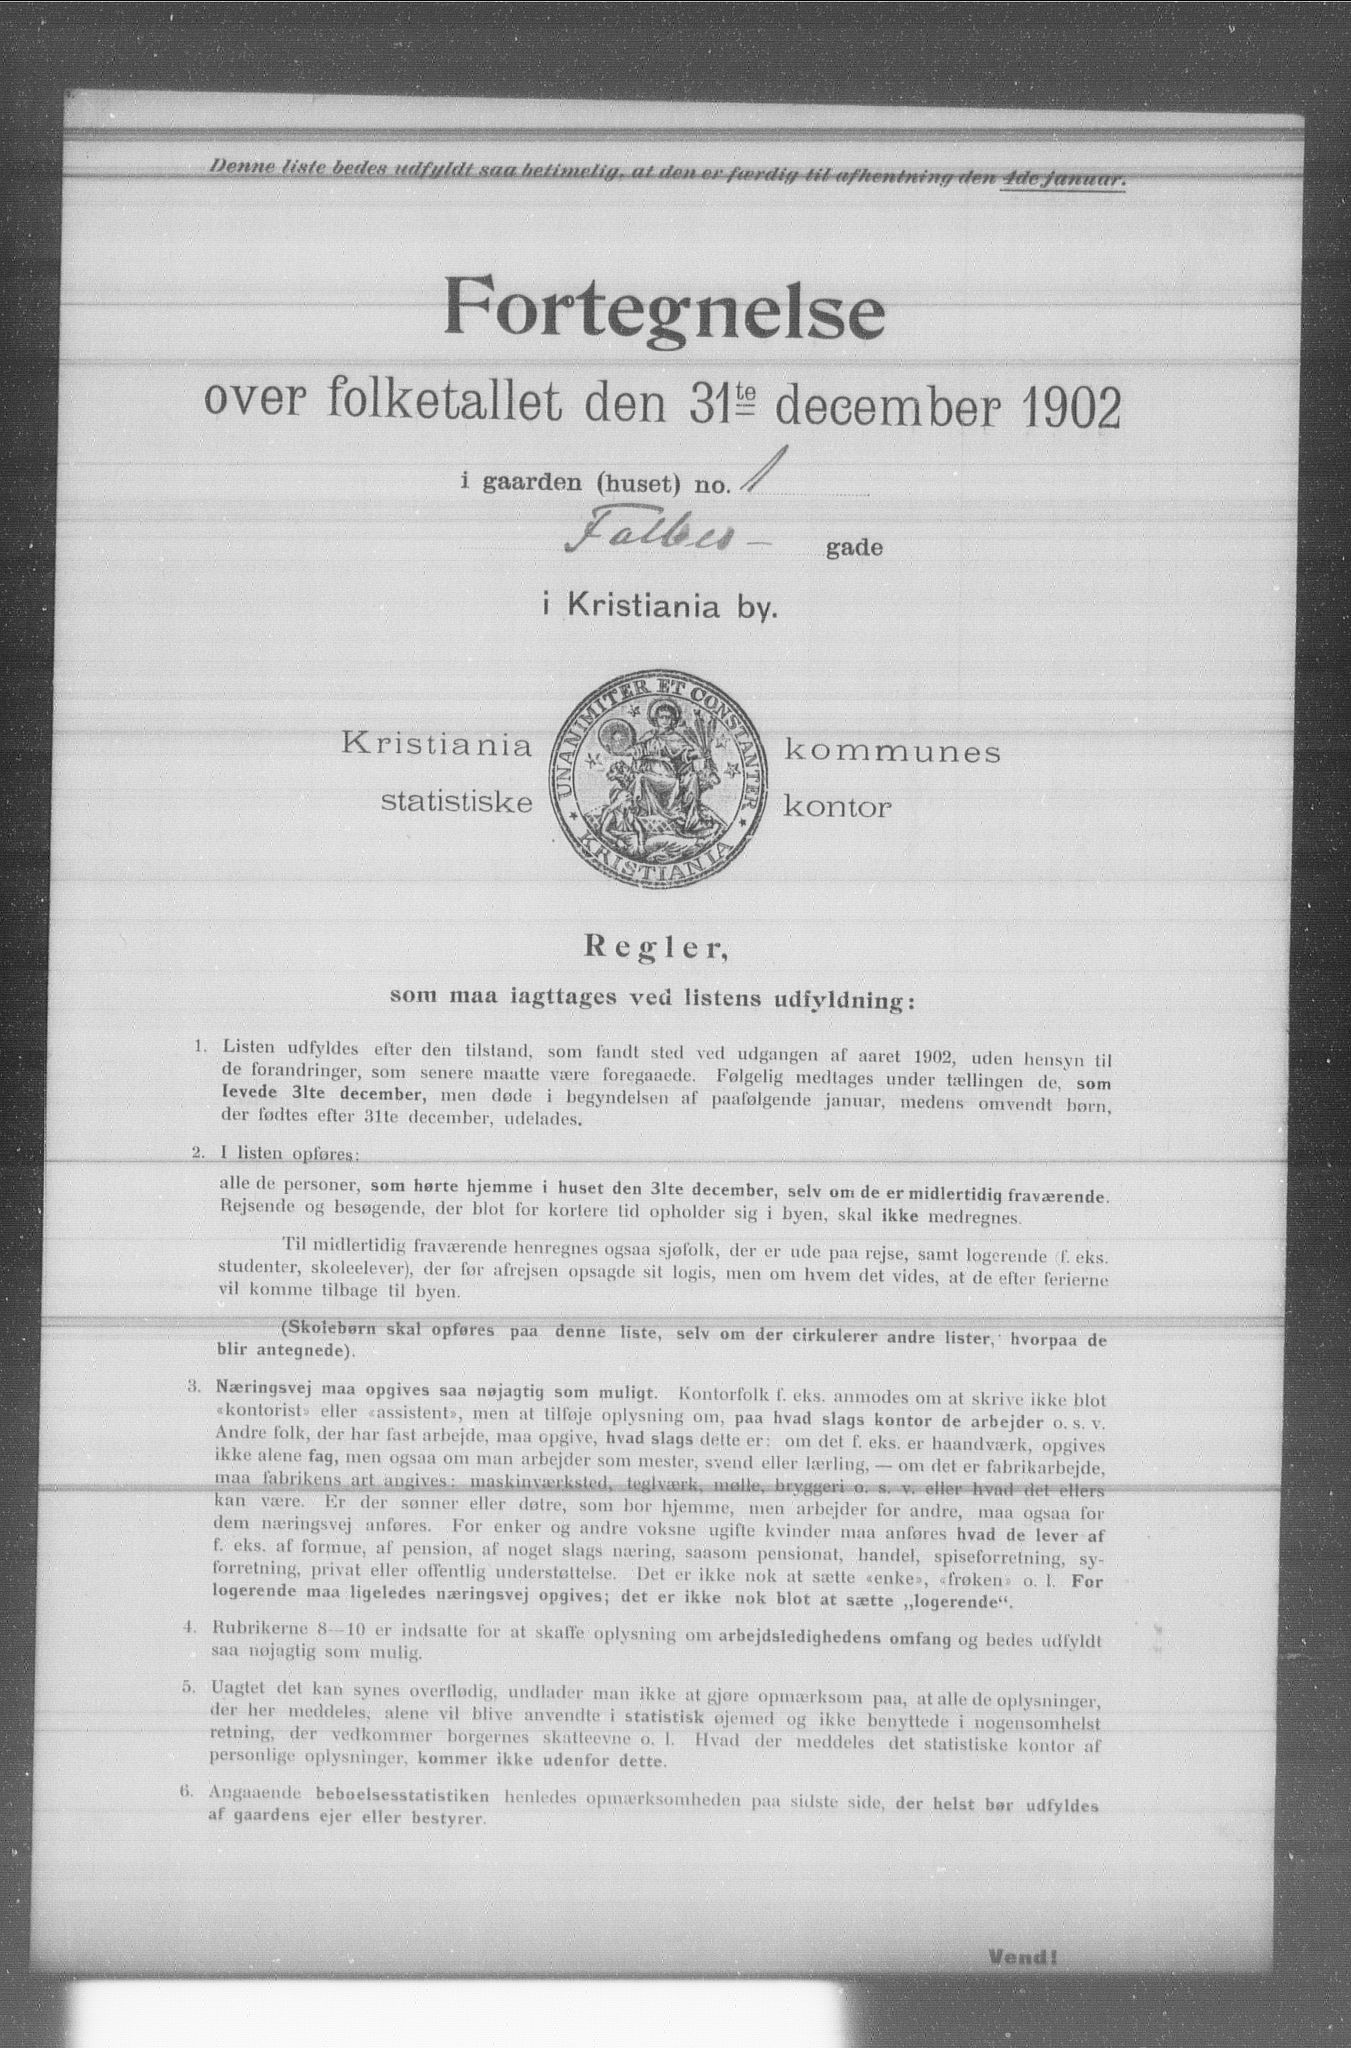 Denne liste bedes udfyldt saa betimelig, at den er færdig til afhentning den 4de januar.
Fortegnelse
over folketallet den 31te december 1902
i gaarden (huset) no. 1
Falbes- gade
i Kristiania by.
UNANIMITER ET CONSTANTER
KRISTIANIA
Kristiania kommunes
statistiske kontor
Regler,
som maa iagttages ved listens udfyldning:
1. Listen udfyldes efter den tilstand, som fandt sted ved udgangen af aaret 1902, uden hensyn til
de forandringer, som senere maatte være foregaaede. Følgelig medtages under tællingen de, som
levede 31te december, men døde i begyndelsen af paafølgende januar, medens omvendt børn,
der fødtes efter 31te december, udelades.
2. I listen opføres:
alle de personer, som hørte hjemme i huset den 31te december, selv om de er midlertidig fraværende.
Rejsende og besøgende, der blot for kortere tid opholder sig i byen, skal ikke medregnes.
Til midlertidig fraværende henregnes ogsaa sjøfolk, der er ude paa rejse, samt logerende (f. eks.
studenter, skoleelever), der før afrejsen opsagde sit logis, men om hvem det vides, at de efter ferierne
vil komme tilbage til byen.
(Skolebørn skal opføres paa denne liste, selv om der cirkulerer andre lister, hvorpaa de
blir antegnede).
3. Næringsvej maa opgives saa nøjagtig som muligt. Kontorfolk f. eks. anmodes om at skrive ikke blot
«kontorist» eller «assistent», men at tilføje oplysning om, paa hvad slags kontor de arbejder o. s. v.
Andre folk, der har fast arbejde, maa opgive, hvad slags dette er: om det f. eks. er haandværk, opgives
ikke alene fag, men ogsaa om man arbejder som mester, svend eller lærling, — om det er fabrikarbejde,
maa fabrikens art angives: maskinværksted, teglværk, mølle, bryggeri o. s. v. eller hvad det ellers
kan være. Er der sønner eller døtre, som bor hjemme, men arbejder for andre, maa ogsaa for
dem næringsvej anføres. For enker og andre voksne ugifte kvinder maa anføres hvad de lever af
f. eks. af formue, af pension, af noget slags næring, saasom pensionat, handel, spiseforretning, sy-
forretning, privat eller offentlig understøttelse. Det er ikke nok at sætte «enke», «frøken» o. l. For
logerende maa ligeledes næringsvej opgives; det er ikke nok blot at sætte „logerende“.
4. Rubrikerne 8—10 er indsatte for at skaffe oplysning om arbejdsledighedens omfang og bedes udfyldt
saa nøjagtig som mulig.
5. Uagtet det kan synes overflødig, undlader man ikke at gjøre opmærksom paa, at alle de oplysninger,
der her meddeles, alene vil blive anvendte i statistisk øjemed og ikke benyttede i nogensomhelst
retning, der vedkommer borgernes skatteevne o. l. Hvad der meddeles det statistiske kontor af
personlige oplysninger, kommer ikke udenfor dette.
6. Angaaende beboelsesstatistiken henledes opmærksomheden paa sidste side, der helst bør udfyldes
af gaardens ejer eller bestyrer.
Vend!